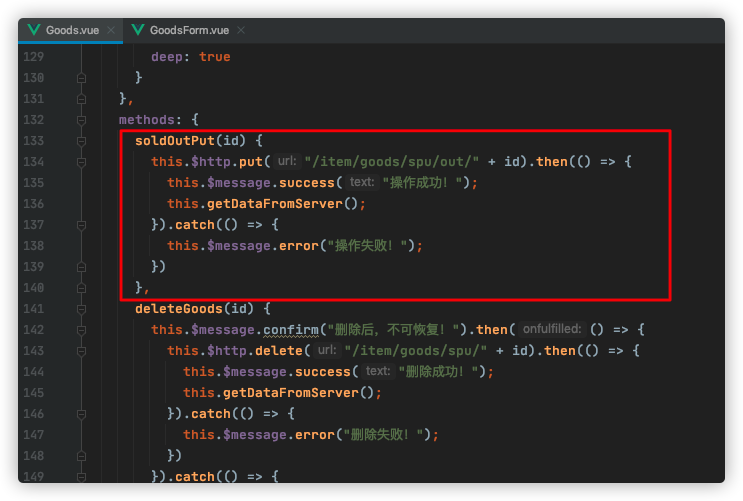 Goods.vue GoodsForm.vue
129 deep: true
130 }
131 },
132 methods: {
133 soldOutPut(id) {
134 this.$http.put( url: "/item/goods/spu/out/" + id).then(() => {
135 this.$message.success( text: "操作成功！");
136 this.getDataFromServer();
137 }).catch(() => {
138 this.$message.error("操作失败！");
139 })
140 },
141 deleteGoods(id) {
142 this.$message.confirm("删除后，不可恢复！").then( onfulfilled: () => {
143 this.$http.delete( url: "/item/goods/spu/" + id).then(() => {
144 this.$message.success( text: "删除成功！");
145 this.getDataFromServer();
146 }).catch(() => {
147 this.$message.error("删除失败！");
148 })
149 }).catch(() => {